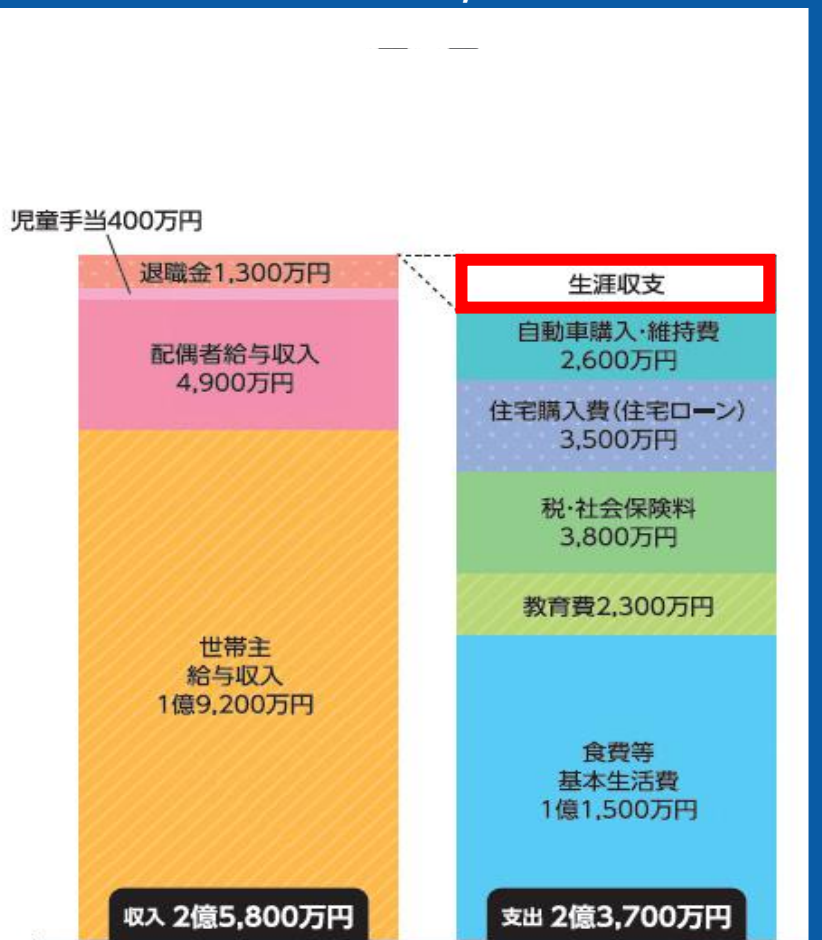 児童手当400万円
退職金1,300万円
配偶者給与収入
4,900万円
世帯主
給与収入
1億9,200万円
収入 2億5,800万円
生涯収支
自動車購入・維持費
2,600万円
住宅購入費(住宅ローン)
3,500万円
税・社会保険料
3,800万円
教育費2,300万円
食費等
基本生活費
1億1,500万円
支出 2億3,700万円